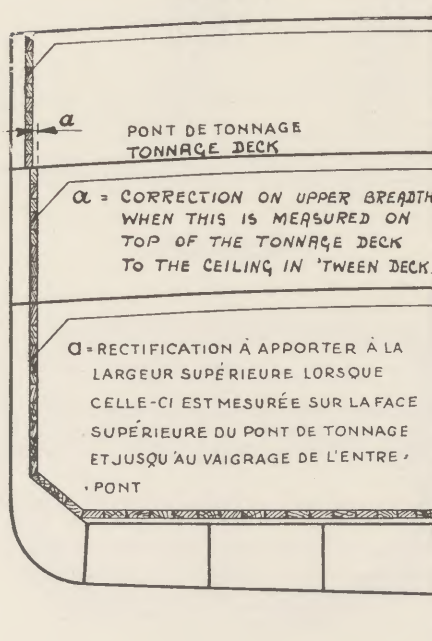 a
PONT DE TONNAGE
TONNAGE DECK
a = CORRECTION ON UPPER BREADTH
WHEN THIS IS MEASURED ON
TOP OF THE TONNAGE DECK
TO THE CEILING IN 'TWEEN DECK.
a = RECTIFICATION À APPORTER À LA
LARGEUR SUPÉRIEURE LORSQUE
CELLE-CI EST MESURÉE SUR LA FACE
SUPÉRIEURE DU PONT DE TONNAGE
ET JUSQU'AU VAIGRAGE DE L'ENTRE-
-PONT